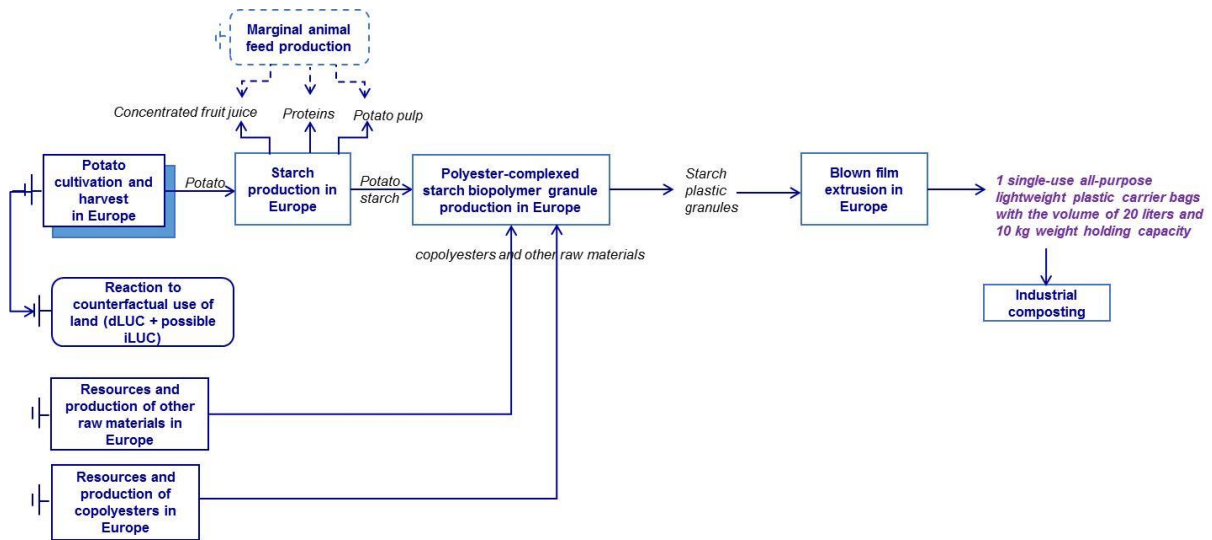 Marginal animal
feed production
Concentrated fruit juice
Proteins
Potato pulp
Potato
cultivation and
harvest
in Europe
Potato
Starch
production in
Europe
Potato
starch
Polyester-complexed
starch biopolymer granule
production in Europe
Starch
plastic
granules
Blown film
extrusion in
Europe
1 single-use all-purpose
lightweight plastic carrier bags
with the volume of 20 liters and
10 kg weight holding capacity
copolyesters and other raw materials
Industrial
composting
Reaction to
counterfactual use of
land (dLUC + possible
iLUC)
Resources and
production of other
raw materials in
Europe
Resources and
production of
copolyesters in
Europe